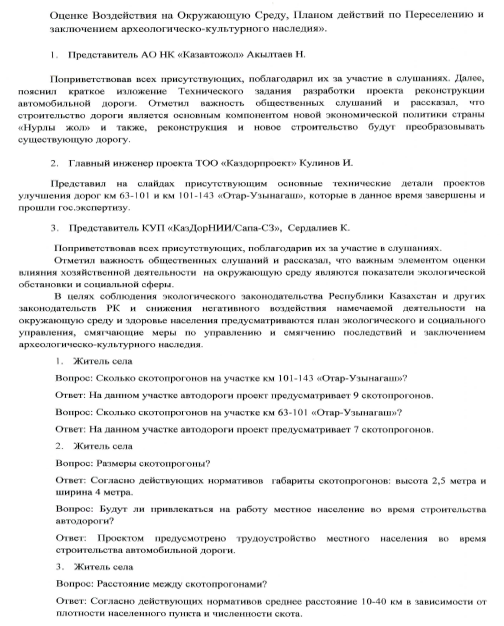 Оценке Воздействия на Окружающую Среду, Планом действий по Переселению и
заключением археологическо-культурного наследия».
1. Представитель АО НК «Казавтожол» Акылтаев Н.
Поприветствовав всех присутствующих, поблагодарил их за участие в слушаниях. Далее,
пояснил краткое изложение Технического задания разработки проекта реконструкции
автомобильной дороги. Отметил важность общественных слушаний и рассказал, что
строительство дороги является основным компонентом новой экономической политики страны
«Нурлы жол» и также, реконструкция и новое строительство будут преобразовывать
существующую дорогу.
2. Главный инженер проекта ТОО «Каздорпроект» Кулинов И.
Представил на слайдах присутствующим основные технические детали проектов
улучшения дорог км 63-101 и км 101-143 «Отар-Узынагаш», которые в данное время завершены и
прошли гос.экспертизу.
3. Представитель КУП «КазДорНИИ/Сапа-СЗ», Сердалиев К.
Поприветствовав всех присутствующих, поблагодарив их за участие в слушаниях.
Отметил важность общественных слушаний и рассказал, что важным элементом оценки
влияния хозяйственной деятельности на окружающую среду являются показатели экологической
обстановки и социальной сферы.
В целях соблюдения экологического законодательства Республики Казахстан и других
законодательств РК и снижения негативного воздействия намечаемой деятельности на
окружающую среду и здоровье населения предусматриваются план экологического и социального
управления, смягчающие меры по управлению и смягчению последствий и заключением
археологическо-культурного наследия.
1. Житель села
Вопрос: Сколько скотопрогонов на участке км 101-143 «Отар-Узынагаш»?
Ответ: На данном участке автодороги проект предусматривает 9 скотопрогонов.
Вопрос: Сколько скотопрогонов на участке км 63-101 «Отар-Узынагаш»?
Ответ: На данном участке автодороги проект предусматривает 7 скотопрогонов.
2. Житель села
Вопрос: Размеры скотопрогоны?
Ответ: Согласно действующих нормативов габариты скотопрогонов: высота 2,5 метра и
ширина 4 метра.
Вопрос: Будут ли привлекаться на работу местное население во время строительства
автодороги?
Ответ: Проектом предусмотрено трудоустройство местного населения во время
строительства автомобильной дороги.
3. Житель села
Вопрос: Расстояние между скотопрогонами?
Ответ: Согласно действующих нормативов среднее расстояние 10-40 км в зависимости от
плотности населенного пункта и численности скота.